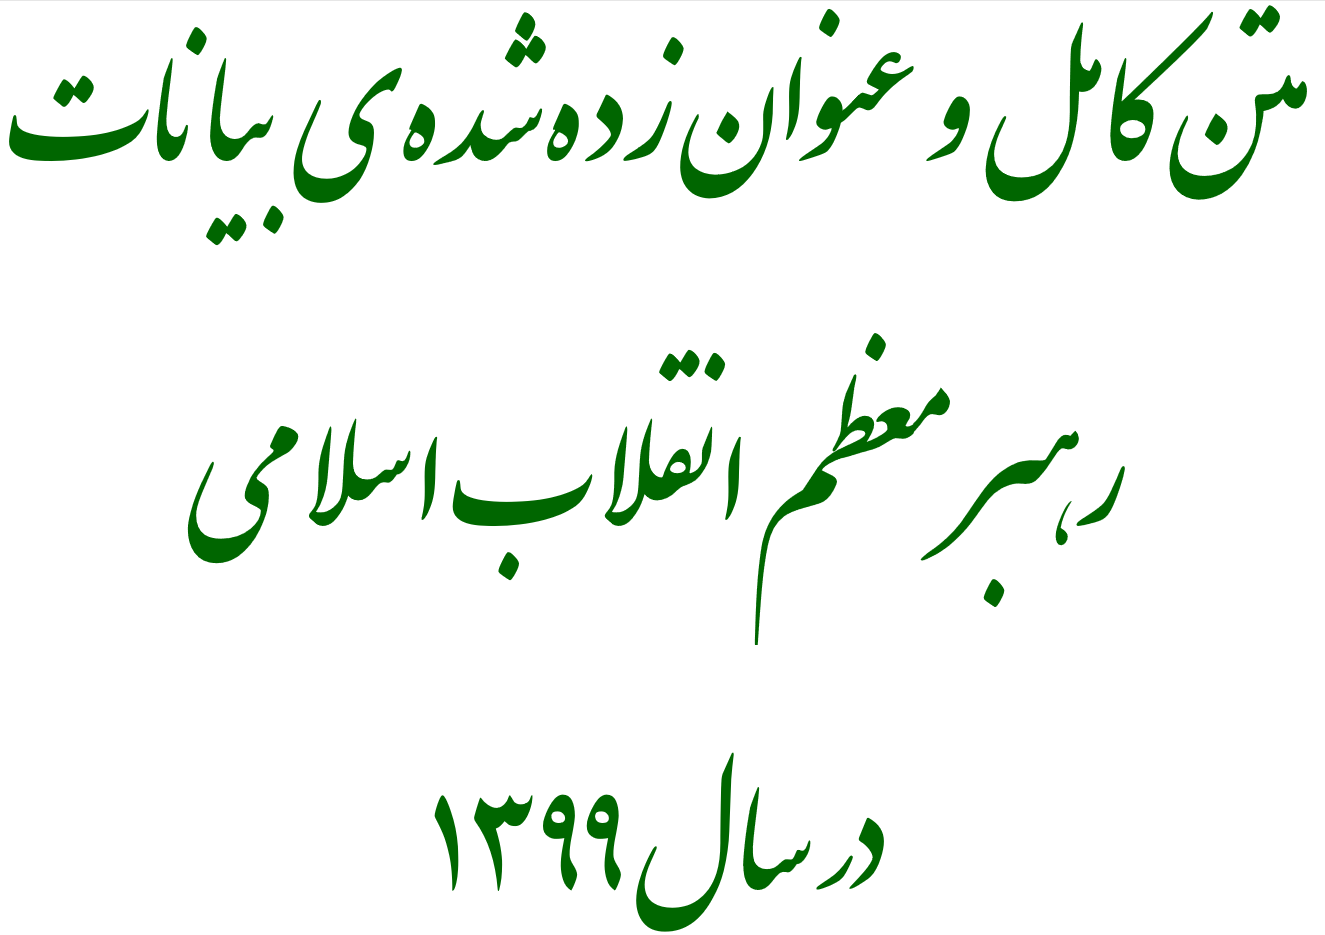 متن کامل و عنوان زده شده ی بیانات
رهبر معظم انقلاب اسلامی
در سال ۱۳۹۹